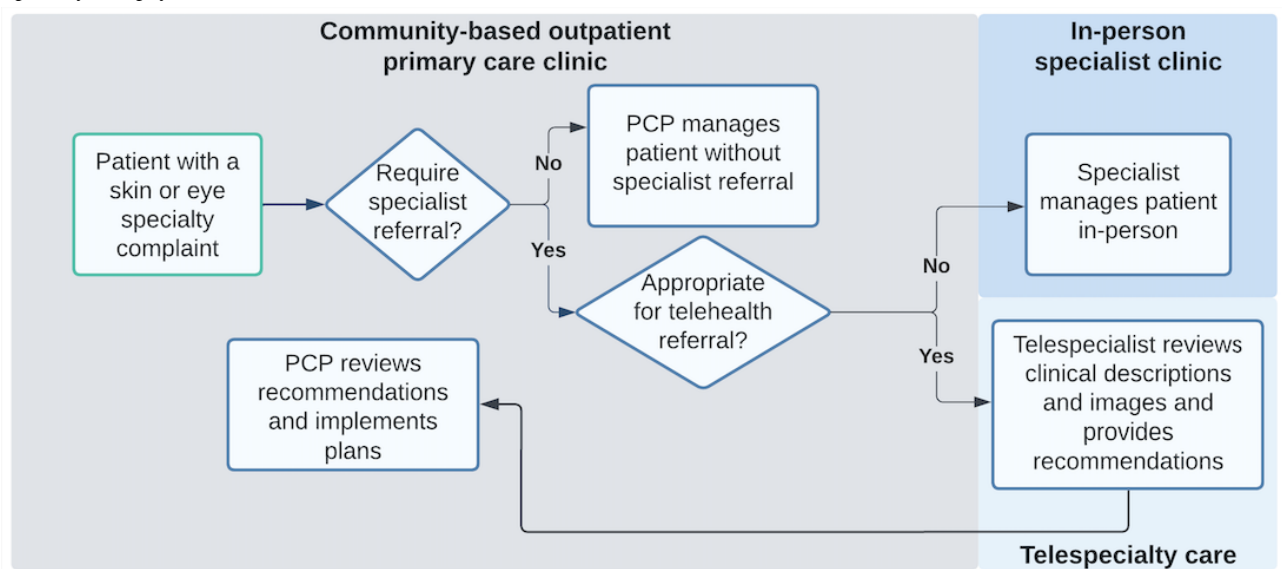 Community-based outpatient
primary care clinic
In-person
specialist clinic
Patient with a
skin or eye
specialty
complaint
Require
specialist
referral?
No
Yes
PCP manages
patient without
specialist referral
Appropriate
for telehealth
referral?
No
Yes
Specialist
manages patient
in-person
Telespecialist reviews
clinical descriptions
and images and
provides
recommendations
PCP reviews
recommendations
and implements
plans
Telespecialty care